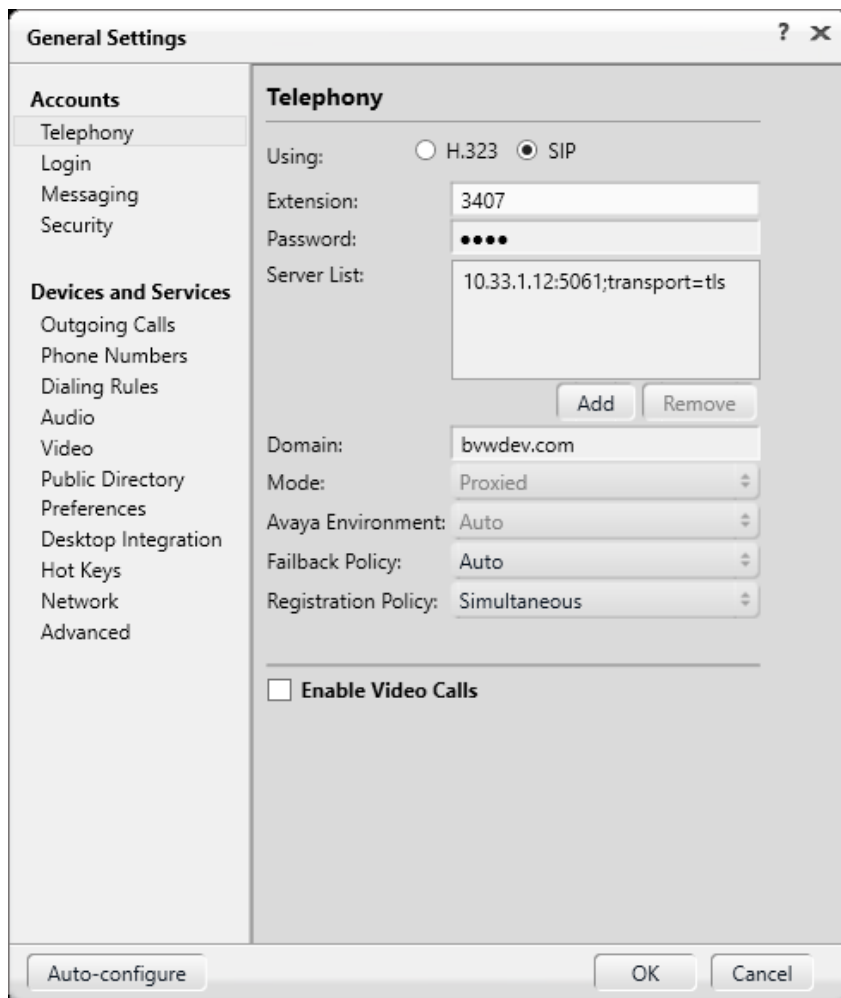 General Settings
?
Accounts
Telephony
Login
Messaging
Security
Devices and Services
Outgoing Calls
Phone Numbers
Dialing Rules
Audio
Video
Public Directory
Preferences
Desktop Integration
Hot Keys
Network
Advanced
Telephony
Using: H.323 SIP
Extension: 3407
Password: ••••
Server List: 10.33.1.12:5061;transport=tls
Add Remove
Domain: bvwdev.com
Mode: Proxied
Avaya Environment: Auto
Failback Policy: Auto
Registration Policy: Simultaneous
Enable Video Calls
Auto-configure OK Cancel